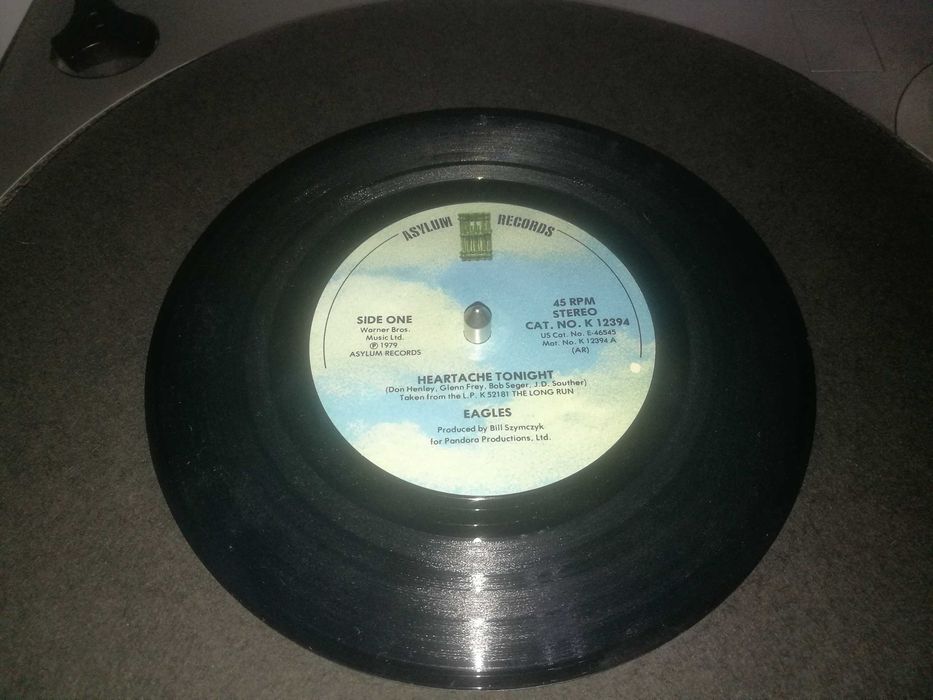 ASYLUM RECORDS
SIDE ONE
Warner Bros.
Music Ltd.
℗ 1979
ASYLUM RECORDS
45 RPM
STEREO
CAT. NO. K 12394
US Cat. No. E-46545
Mat. No. K 12394 A
(AR)
HEARTACHE TONIGHT
(Don Henley, Glenn Frey, Bob Seger, J.D. Souther)
Taken from the L.P. K 52181 THE LONG RUN
EAGLES
Produced by Bill Szymczyk
for Pandora Productions, Ltd.